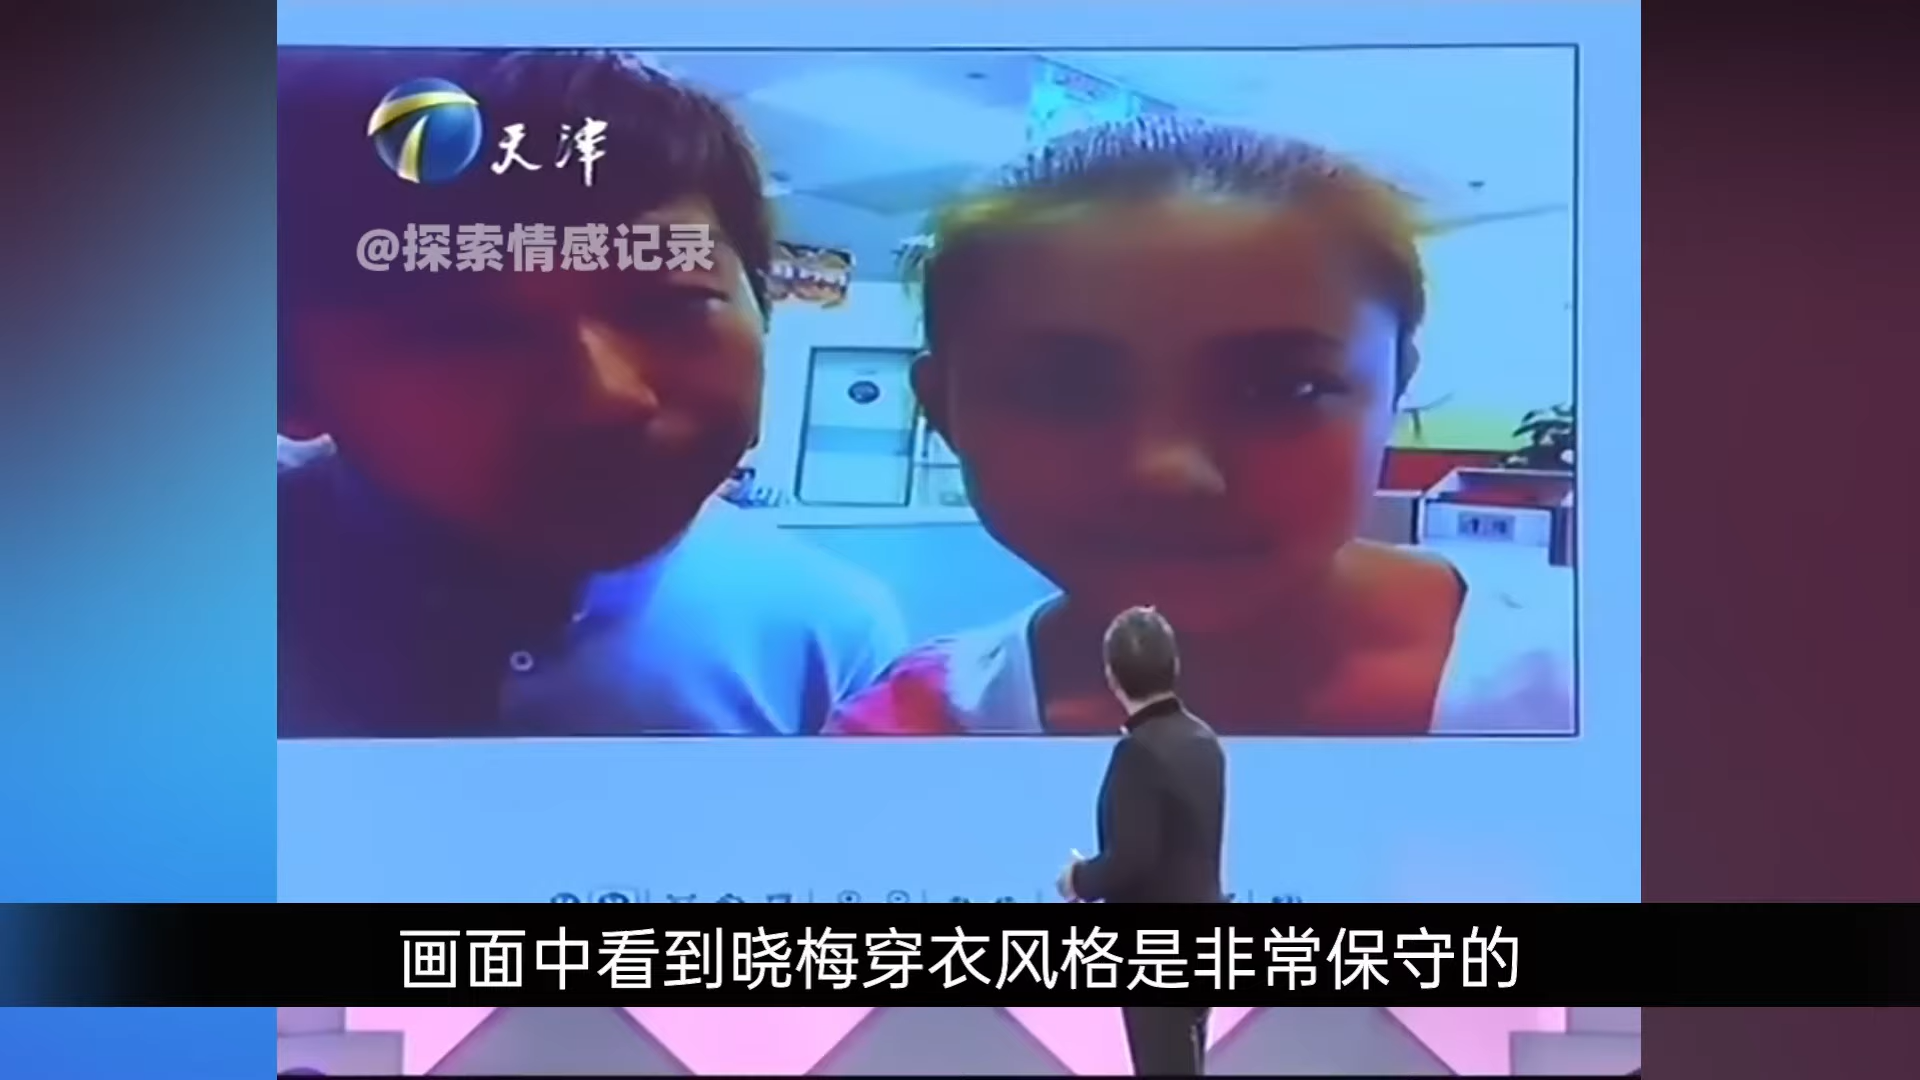 天津
@探索情感记录
画面中看到晓梅穿衣风格是非常保守的